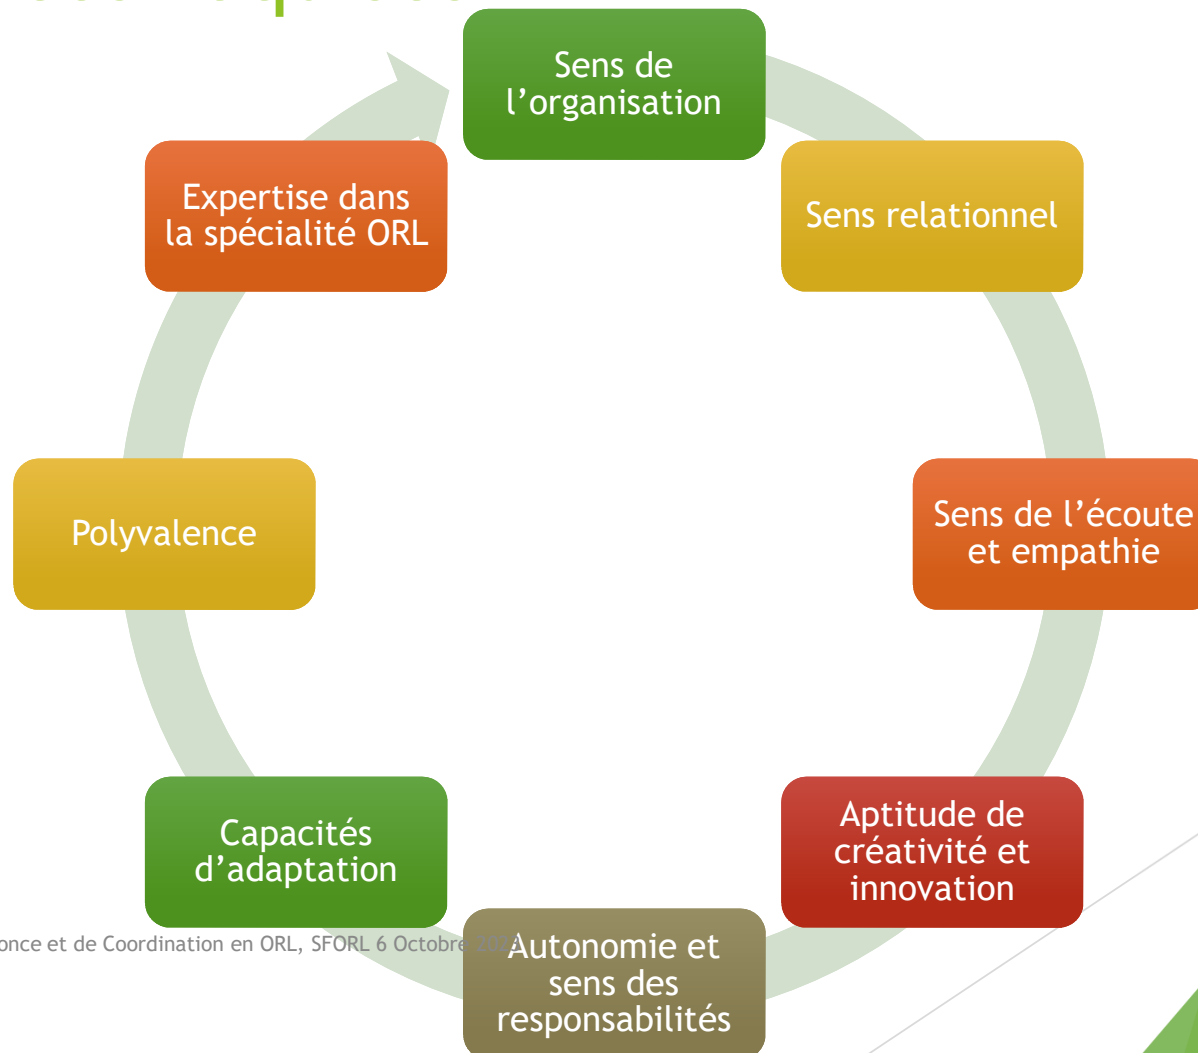 Sens de
l’organisation
Sens relationnel
Sens de l’écoute
et empathie
Aptitude de
créativité et
innovation
Autonomie et
sens des
responsabilités
Capacités
d’adaptation
Polyvalence
Expertise dans
la spécialité ORL
et de Coordination en ORL, SFORL 6 Octobre